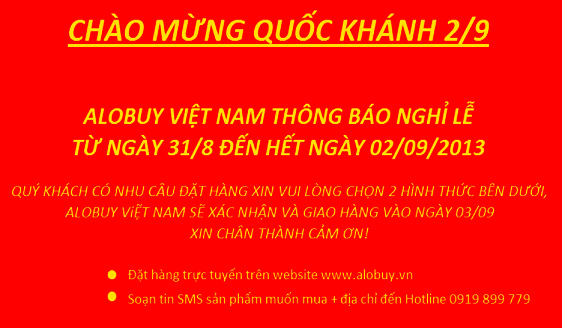 CHÀO MỪNG QUỐC KHÁNH 2/9
ALOBUY VIỆT NAM THÔNG BÁO NGHỈ LỄ
TỪ NGÀY 31/8 ĐẾN HẾT NGÀY 02/09/2013
QUÝ KHÁCH CÓ NHU CẦU ĐẶT HÀNG XIN VUI LÒNG CHỌN 2 HÌNH THỨC BÊN DƯỚI,
ALOBUY VIỆT NAM SẼ XÁC NHẬN VÀ GIAO HÀNG VÀO NGÀY 03/09
XIN CHÂN THÀNH CẢM ƠN!
● Đặt hàng trực tuyến trên website www.alobuy.vn
● Soạn tin SMS sản phẩm muốn mua + địa chỉ đến Hotline 0919 899 779